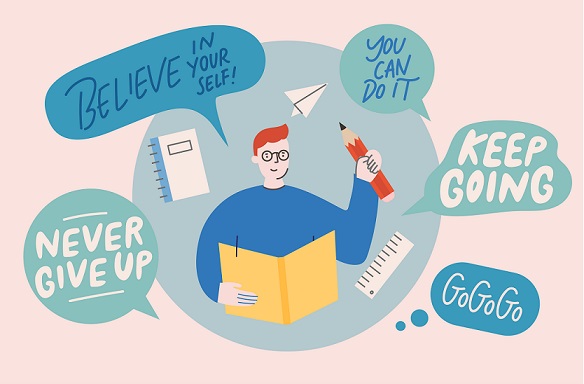 BELIEVE IN
YOUR
SELF!
YOU
CAN
DO IT
KEEP
GOING
NEVER
GIVE UP
GoGoGo